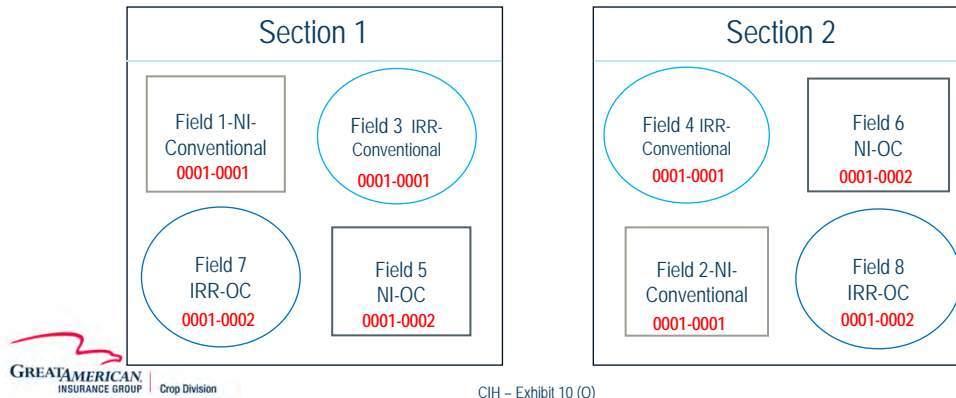 Section 1
Field 1-NI-
Conventional
0001-0001
Field 3 IRR-
Conventional
0001-0001
Field 7
IRR-OC
0001-0002
Field 5
NI-OC
0001-0002
Section 2
Field 4 IRR-
Conventional
0001-0001
Field 6
NI-OC
0001-0002
Field 2-NI-
Conventional
0001-0001
Field 8
IRR-OC
0001-0002
GREATAMERICAN.
INSURANCE GROUP Crop Division
CIH – Exhibit 10 (O)